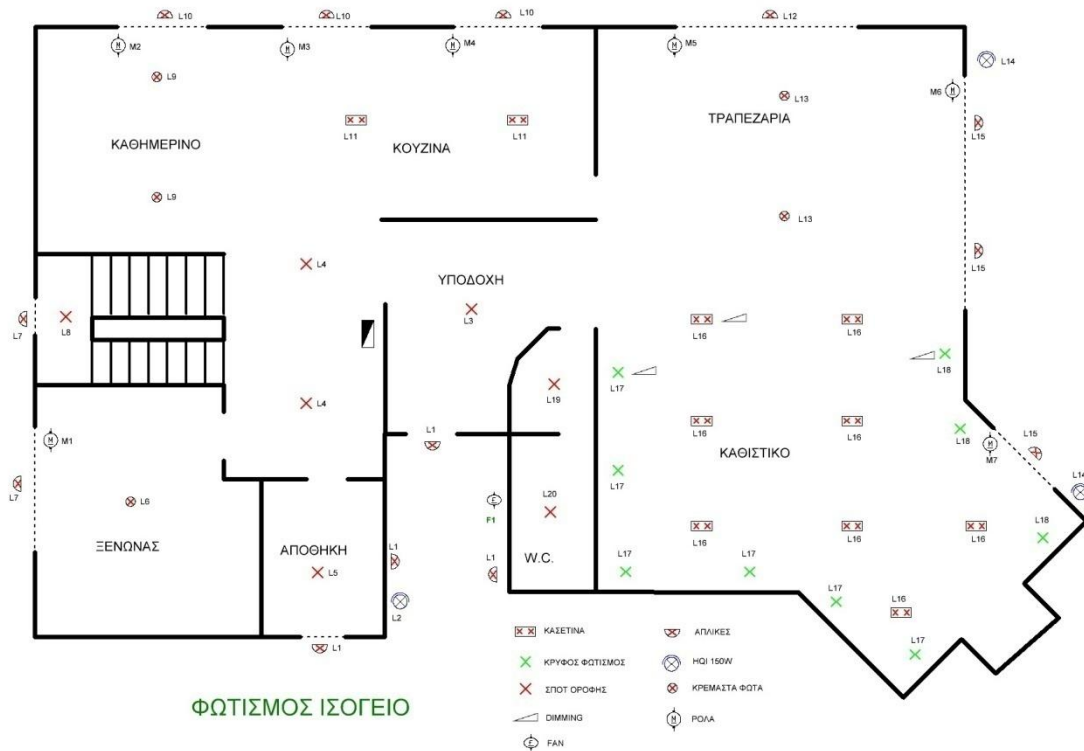 L10 L10 L10 L12
M2 M3 M4 M5
L14
L9 L13 M6
ΤΡΑΠΕΖΑΡΙΑ
L15
ΚΑΘΗΜΕΡΙΝΟ L11 ΚΟΥΖΙΝΑ L11
L9 L13
L15
L4 ΥΠΟΔΟΧΗ
L7 L8 L3 L16 L16
L18
L17
L19
L4
L1 L16 L16 L18
M1 ΚΑΘΙΣΤΙΚΟ M7 L15
L17
L7 L14
L6 L20
F1 L16 L16 L16 L18
ΞΕΝΩΝΑΣ ΑΠΟΘΗΚΗ L1 L1 W.C. L17 L17
L5
L2 L17 L16
L1 L17
ΚΑΣΕΤΙΝΑ ΑΠΛΙΚΕΣ
ΚΡΥΦΟΣ ΦΩΤΙΣΜΟΣ HQI 150W
ΣΠΟΤ ΟΡΟΦΗΣ ΚΡΕΜΑΣΤΑ ΦΩΤΑ
ΦΩΤΙΣΜΟΣ ΙΣΟΓΕΙΟ DIMMING ΡΟΛΑ
FAN